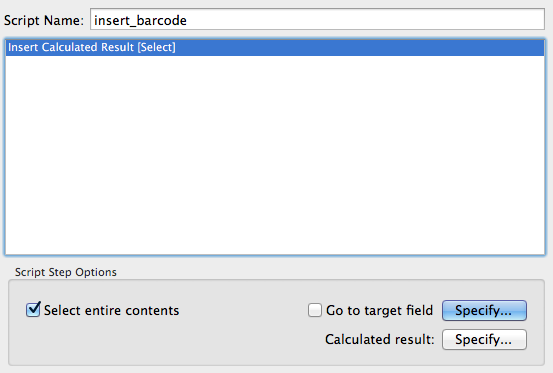 Script Name: insert_barcode
Insert Calculated Result [Select]
Script Step Options
Select entire contents
Go to target field Specify...
Calculated result: Specify...